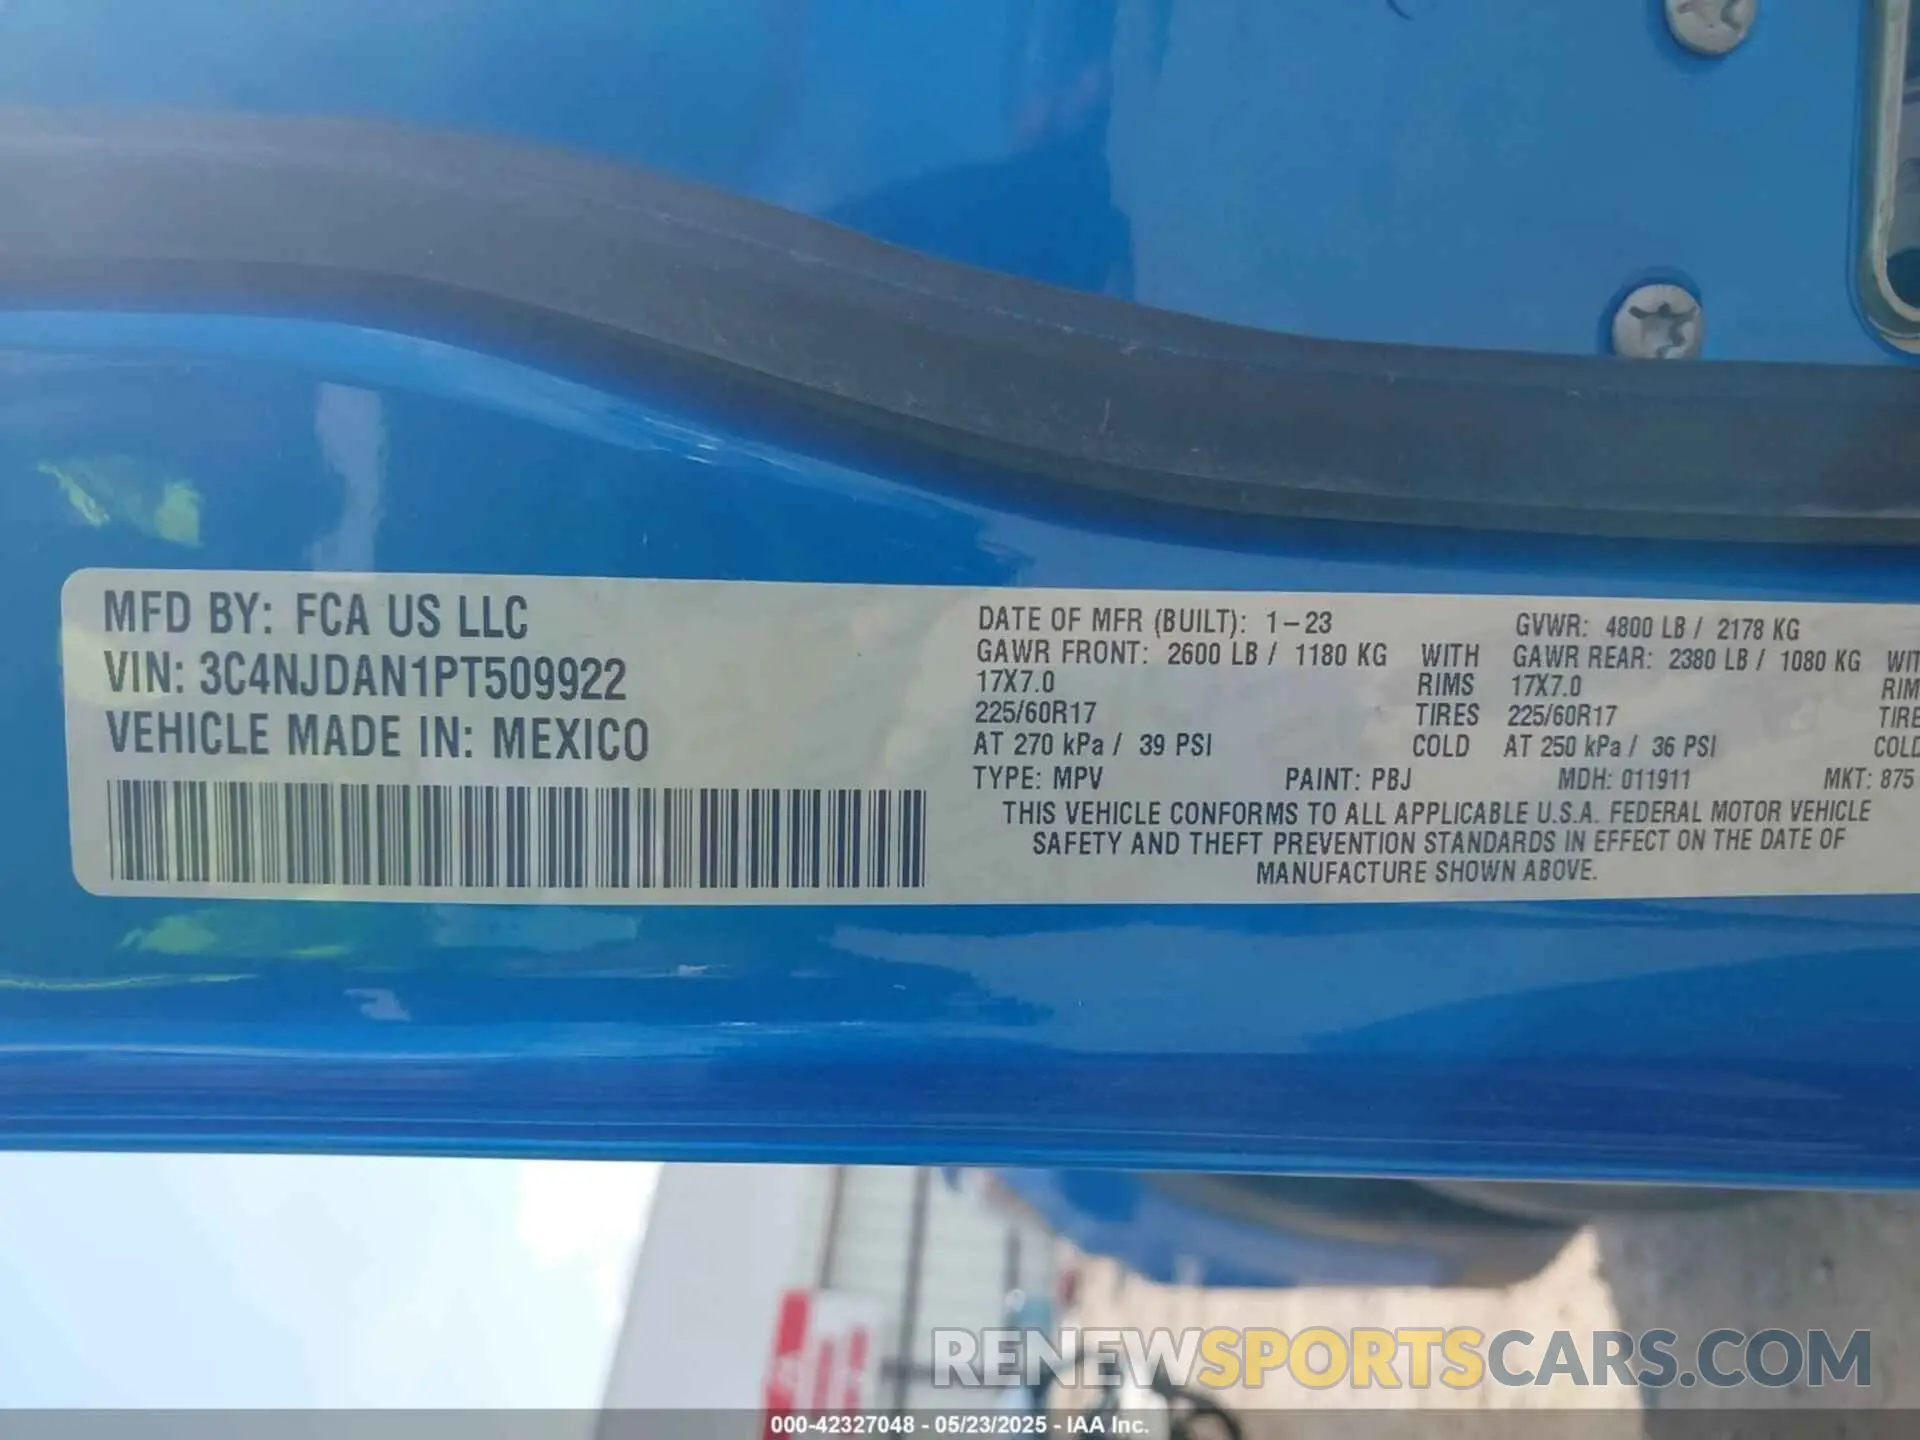 MFD BY: FCA US LLC
VIN: 3C4NJDAN1PT509922
VEHICLE MADE IN: MEXICO
DATE OF MFR (BUILT): 1-23 GVWR: 4800 LB / 2178 KG
GAWR FRONT: 2600 LB / 1180 KG WITH GAWR REAR: 2380 LB / 1080 KG WIT
17X7.0 RIMS 17X7.0 RIM
225/60R17 TIRES 225/60R17 TIRE
AT 270 kPa / 39 PSI COLD AT 250 kPa / 36 PSI COLD
TYPE: MPV PAINT: PBJ MDH: 011911 MKT: 875
THIS VEHICLE CONFORMS TO ALL APPLICABLE U.S.A. FEDERAL MOTOR VEHICLE
SAFETY AND THEFT PREVENTION STANDARDS IN EFFECT ON THE DATE OF
MANUFACTURE SHOWN ABOVE.
RENEWSPORTSCARS.COM
000-42327048 - 05/23/2025 - IAA Inc.